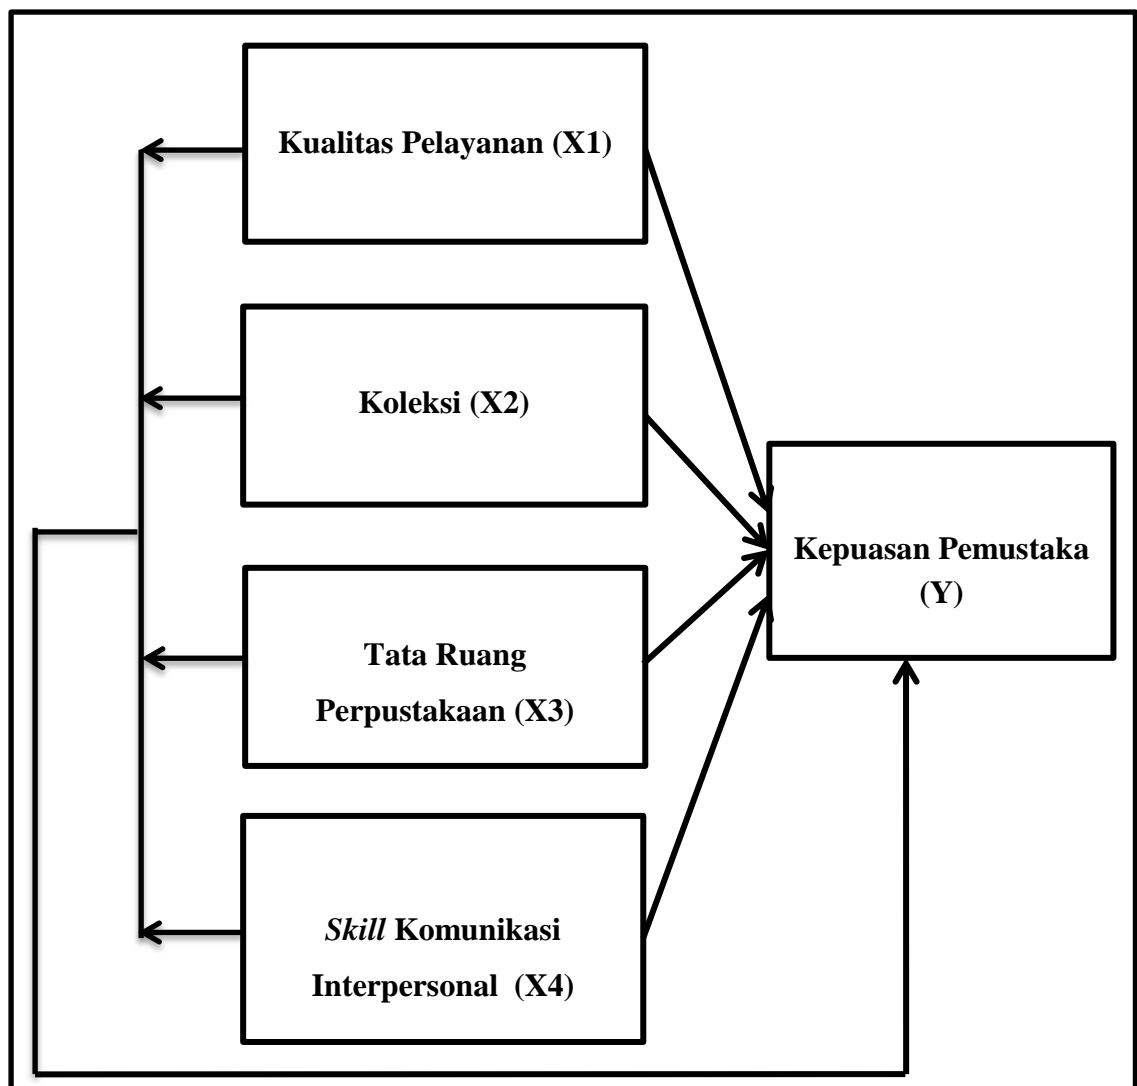 Kualitas Pelayanan (X1)
Koleksi (X2)
Kepuasan Pemustaka
(Y)
Tata Ruang
Perpustakaan (X3)
Skill Komunikasi
Interpersonal (X4)